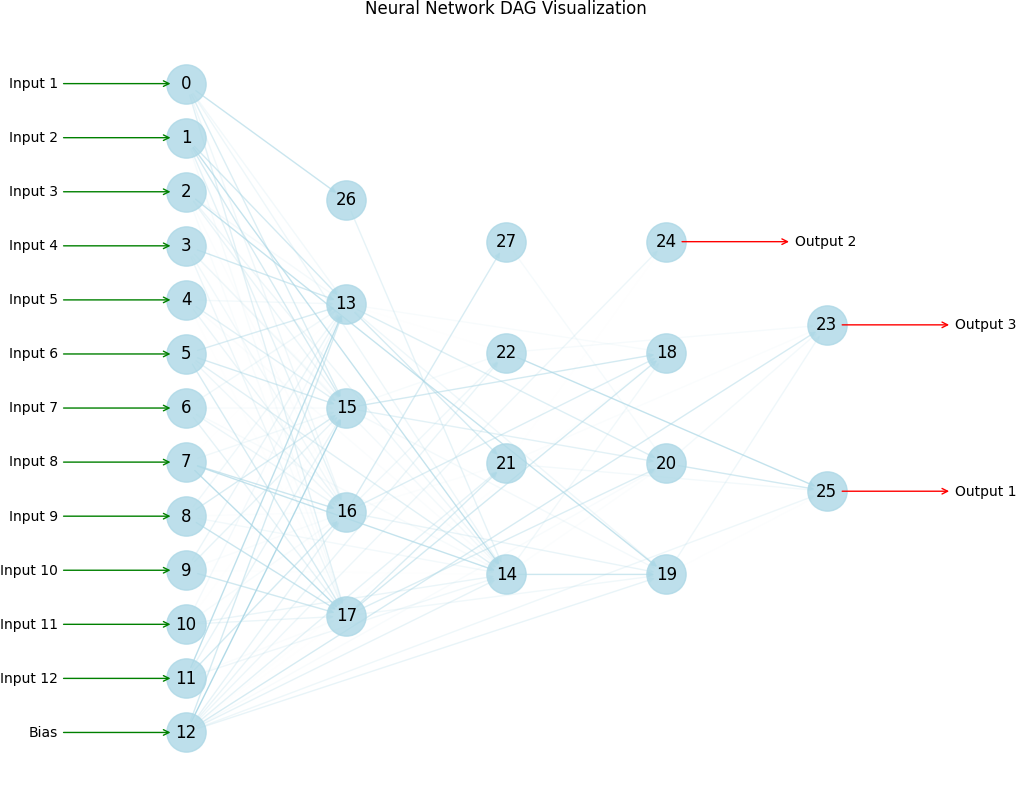 Neural Network DAG Visualization
Input 1
0
Input 2
1
Input 3
2
26
Input 4
3
27
24
Output 2
Input 5
4
13
23
Output 3
Input 6
5
22
18
Input 7
6
15
Input 8
7
21
20
25
Output 1
Input 9
8
16
Input 10
9
14
19
Input 11
10
17
Input 12
11
Bias
12